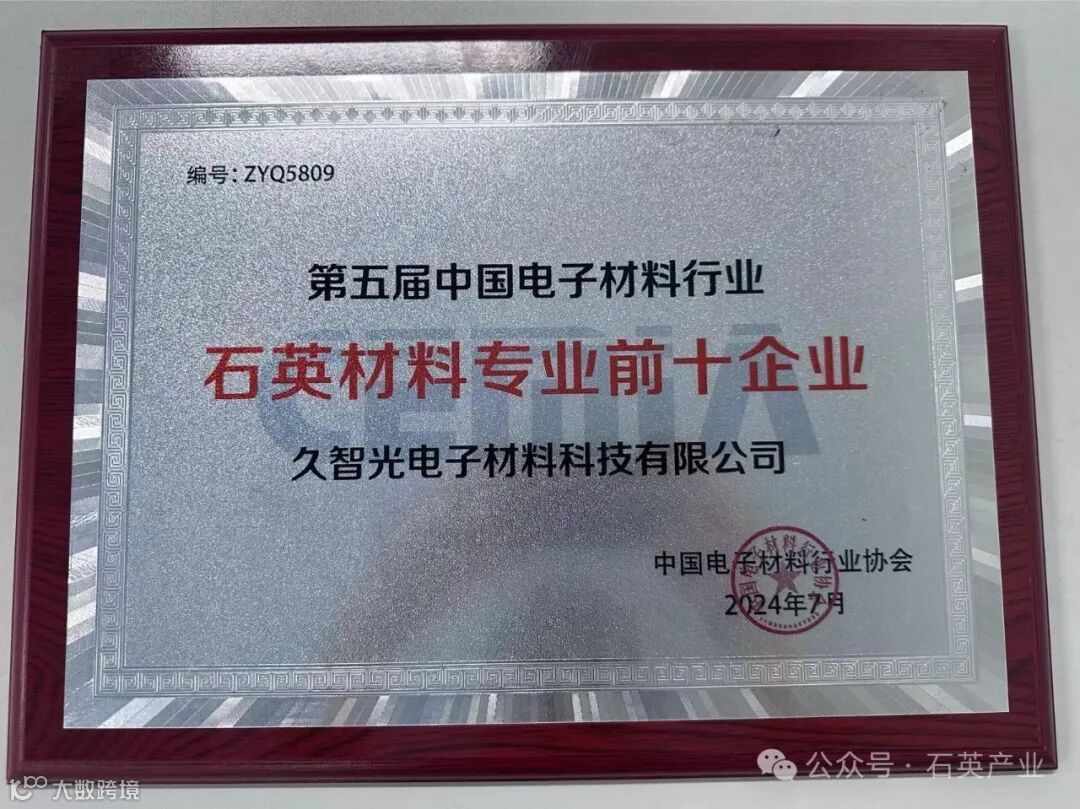 编号：ZYQ5809
第五届中国电子材料行业
石英材料专业前十企业
CEMIA
久智光电子材料科技有限公司
中国电子材料行业协会
2024年7月
公众号·石英产业
大数跨境